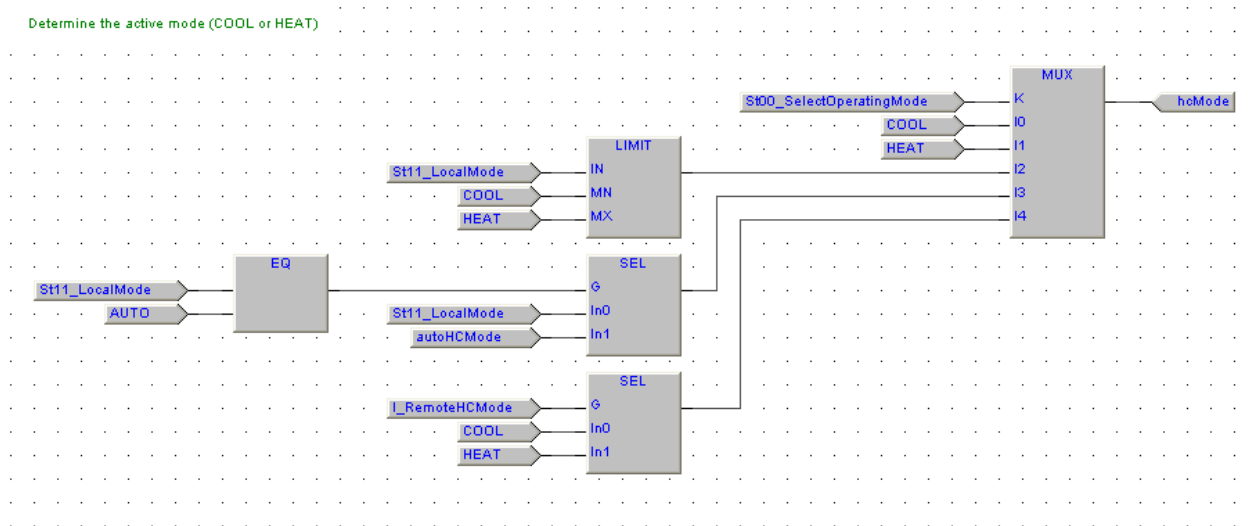 Determine the active mode (COOL or HEAT)
MUX
St00_SelectOperatingMode
K
hcMode
COOL
I0
HEAT
I1
LIMIT
St11_LocalMode
IN
I2
COOL
MN
I3
HEAT
MX
I4
EQ
SEL
St11_LocalMode
G
AUTO
St11_LocalMode
In0
autoHCMode
In1
SEL
I_RemoteHCMode
G
COOL
In0
HEAT
In1